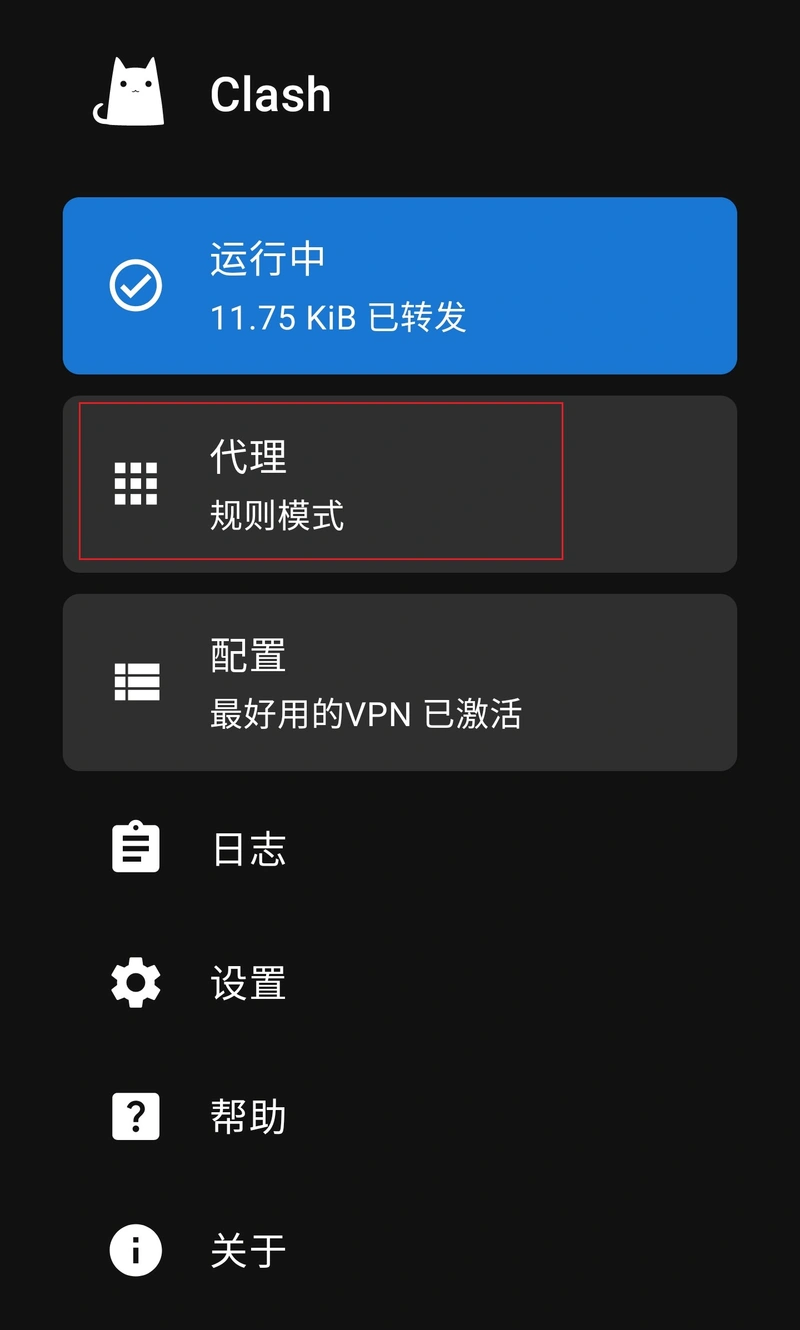 Clash
运行中
11.75 KiB 已转发
代理
规则模式
配置
最好用的VPN 已激活
日志
设置
帮助
关于